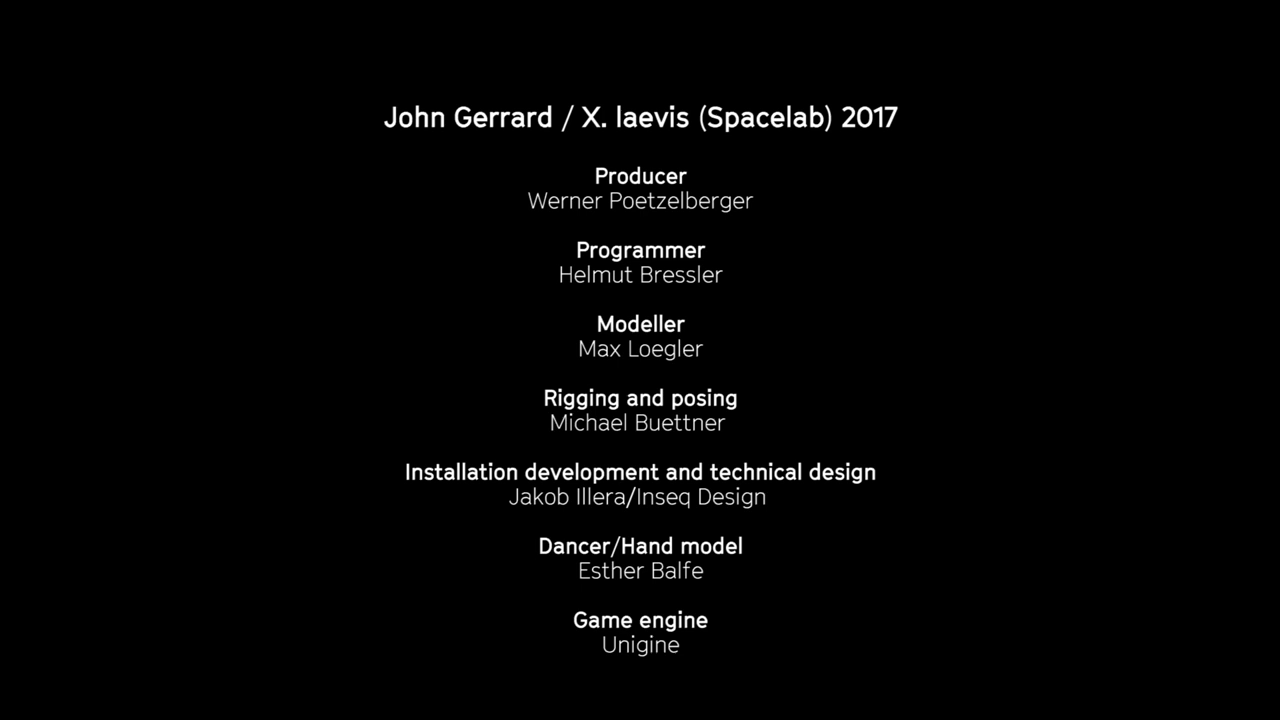 John Gerrard / X. laevis (Spacelab) 2017
Producer
Werner Poetzelberger
Programmer
Helmut Bressler
Modeller
Max Loegler
Rigging and posing
Michael Buettner
Installation development and technical design
Jakob Illera/Inseq Design
Dancer/Hand model
Esther Balfe
Game engine
Unigine